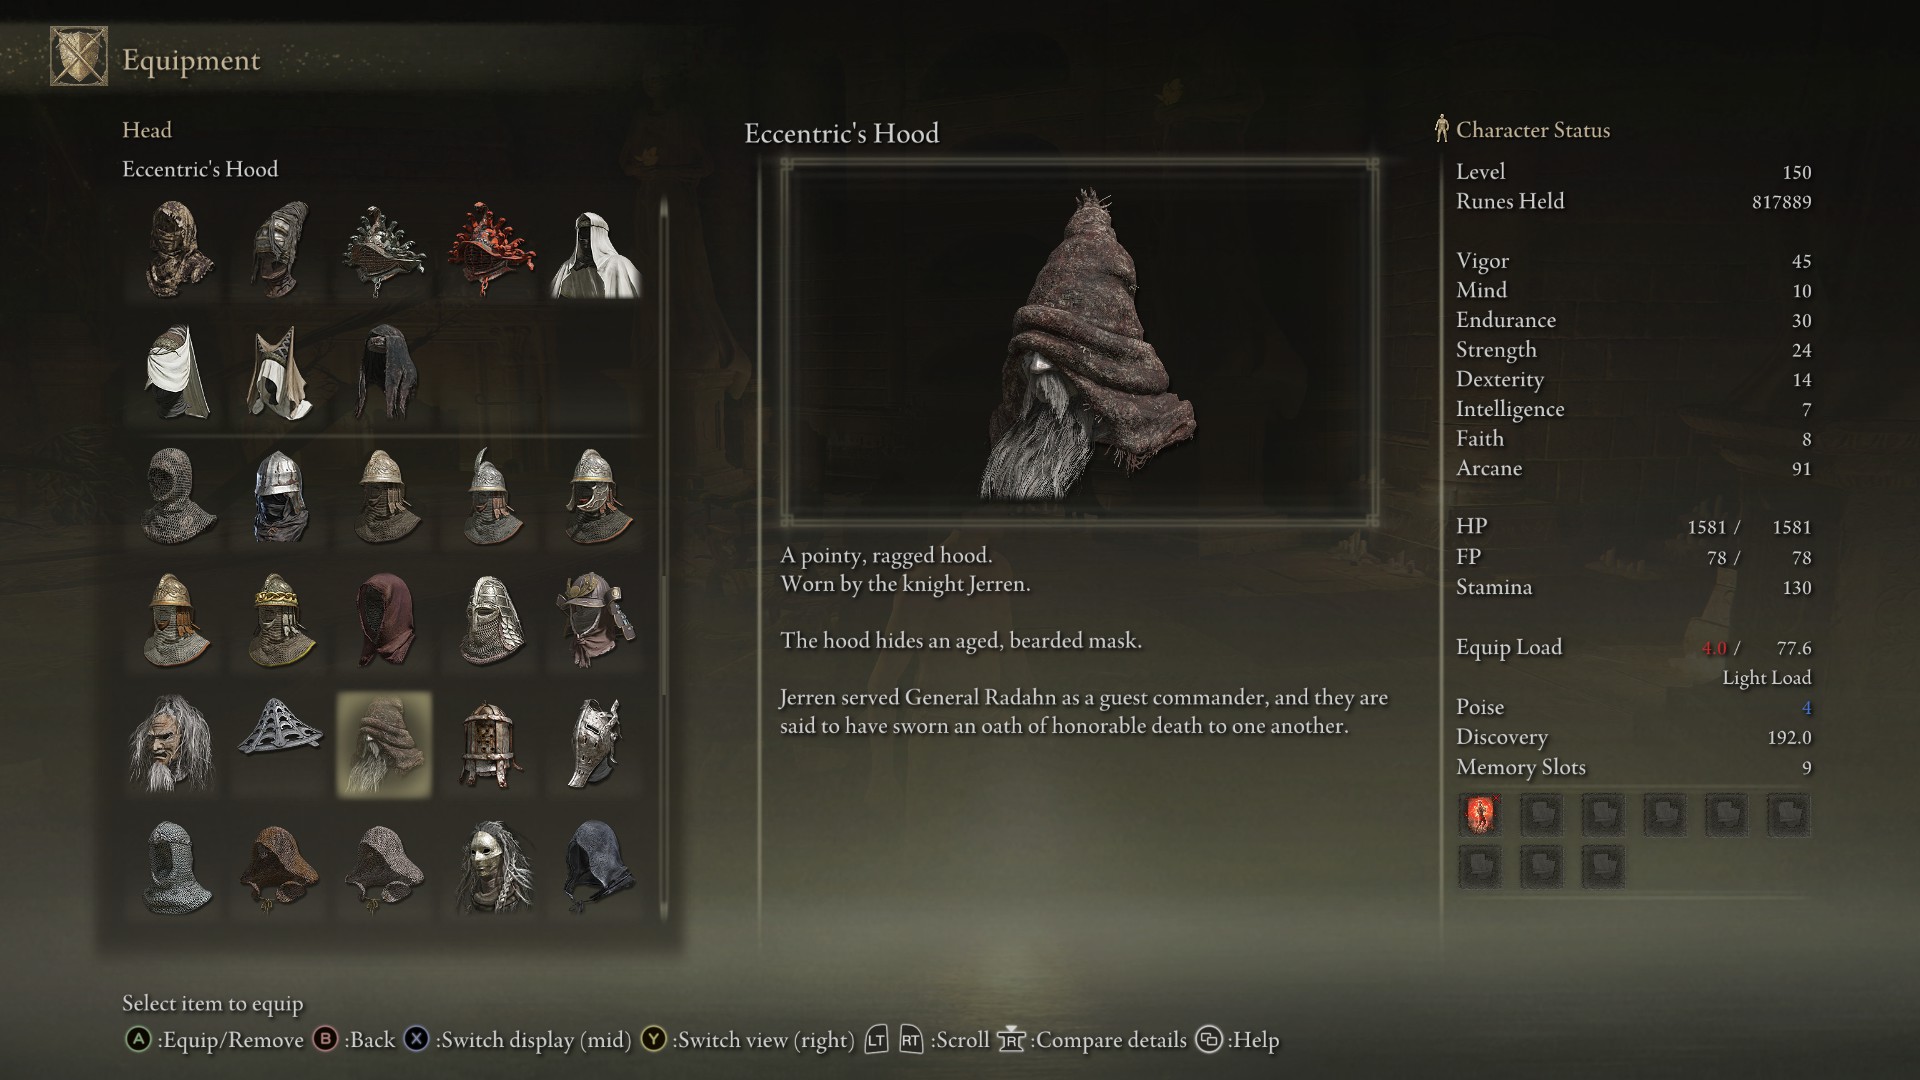 Equipment
Head
Eccentric's Hood
Eccentric's Hood
A pointy, ragged hood.
Worn by the knight Jerren.
The hood hides an aged, bearded mask.
Jerren served General Radahn as a guest commander, and they are
said to have sworn an oath of honorable death to one another.
Character Status
Level 150
Runes Held 817889
Vigor 45
Mind 10
Endurance 30
Strength 24
Dexterity 14
Intelligence 7
Faith 8
Arcane 91
HP 1581 / 1581
FP 78 / 78
Stamina 130
Equip Load 4.0 / 77.6
Light Load
Poise 4
Discovery 192.0
Memory Slots 9
Select item to equip
A :Equip/Remove B :Back X :Switch display (mid) Y :Switch view (right) LT RT :Scroll R :Compare details :Help